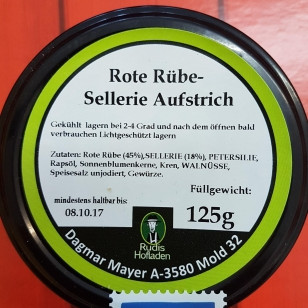 Rote Rübe-
Sellerie Aufstrich
Gekühlt lagern bei 2-4 Grad und nach dem öffnen bald
verbrauchen Lichtgeschützt lagern
Zutaten: Rote Rübe (45%),SELLERIE (18%), PETERSILIE,
Rapsöl, Sonnenblumenkerne, Kren, WALNÜSSE,
Speisesalz unjodiert, Gewürze.
Füllgewicht:
mindestens haltbar bis:
08.10.17
125g
Rudis
Hofladen
Dagmar Mayer A-3580 Mold 32